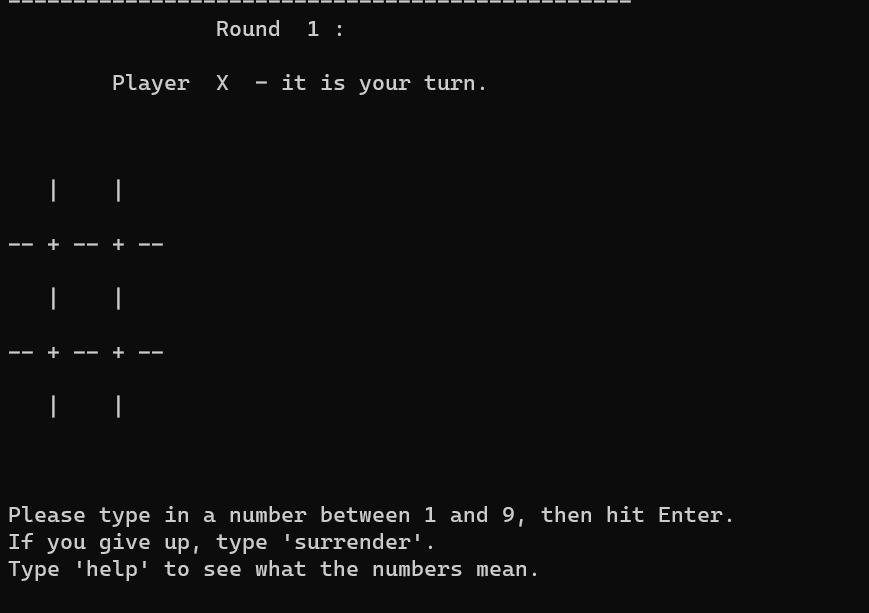 ------------------------------------------------
Round  1 :
Player  X  - it is your turn.
|    |
-- + -- + --
|    |
-- + -- + --
|    |
Please type in a number between 1 and 9, then hit Enter.
If you give up, type 'surrender'.
Type 'help' to see what the numbers mean.